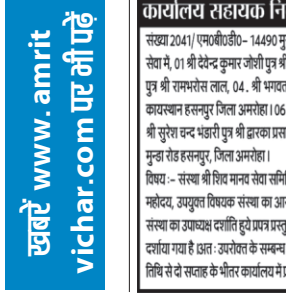 खबरें www.amrit
vichar.com पर भी पढ़ें
कार्यालय सहायक नि
संख्या 2041/ एम0बी0डी0- 14490 मु
सेवा में, 01 श्री देवेन्द्र कुमार जोशी पुत्र श्री
पुत्र श्री रामभरोस लाल, 04 . श्री भगवत
कायस्थान हसनपुर, जिला अमरोहा। 06
श्री सुरेश चन्द भंडारी पुत्र श्री द्वारका प्रसा
मुन्डा रोड हसनपुर, जिला अमरोहा।
विषय :– संस्था श्री शिव मानव सेवा समि
महोदय, उपयुक्त विषयक संस्था का आ
संस्था का उपाध्यक्ष दर्शाते हुये प्रपत्र प्रस्तु
दर्शाया गया है।अत : उपरोक्त के सम्बन्ध
तिथि से दो सप्ताह के भीतर कार्यालय में प्र